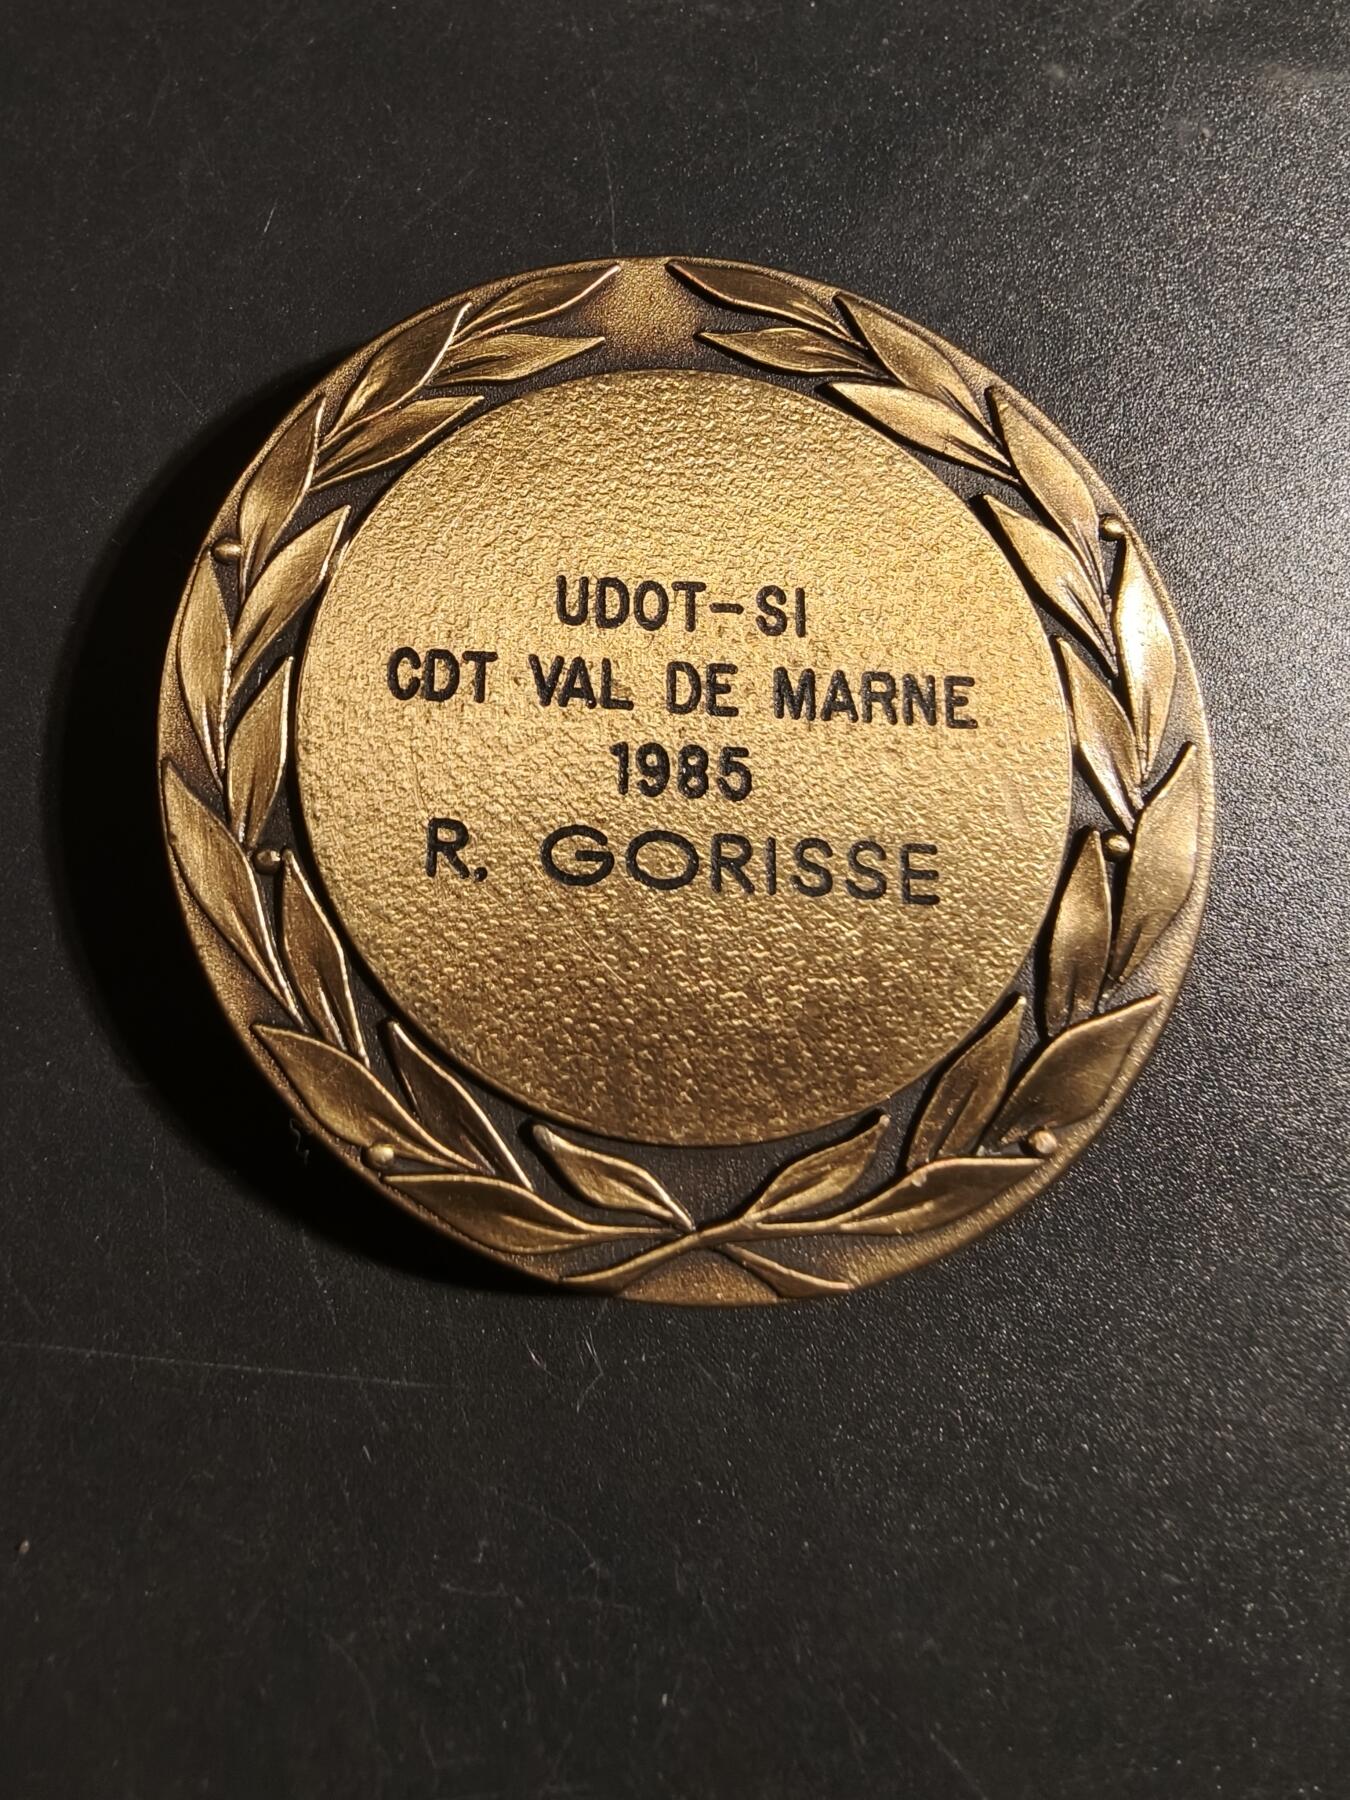 UDOT-SI
CDT VAL DE MARNE
1985
R. GORISSE